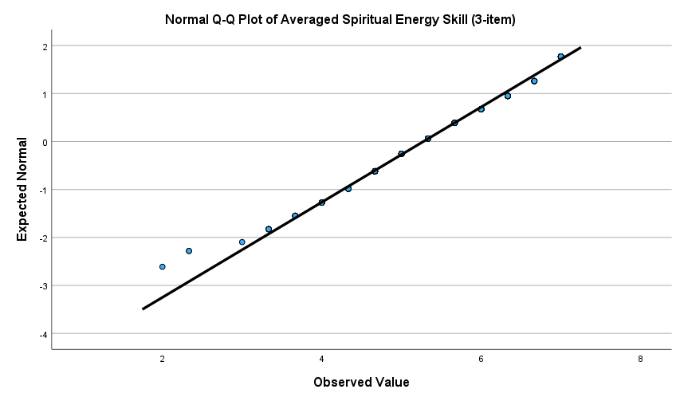 Normal Q-Q Plot of Averaged Spiritual Energy Skill (3-item)
2
1
0
-1
-2
-3
-4
Expected Normal
2 4 6 8
Observed Value